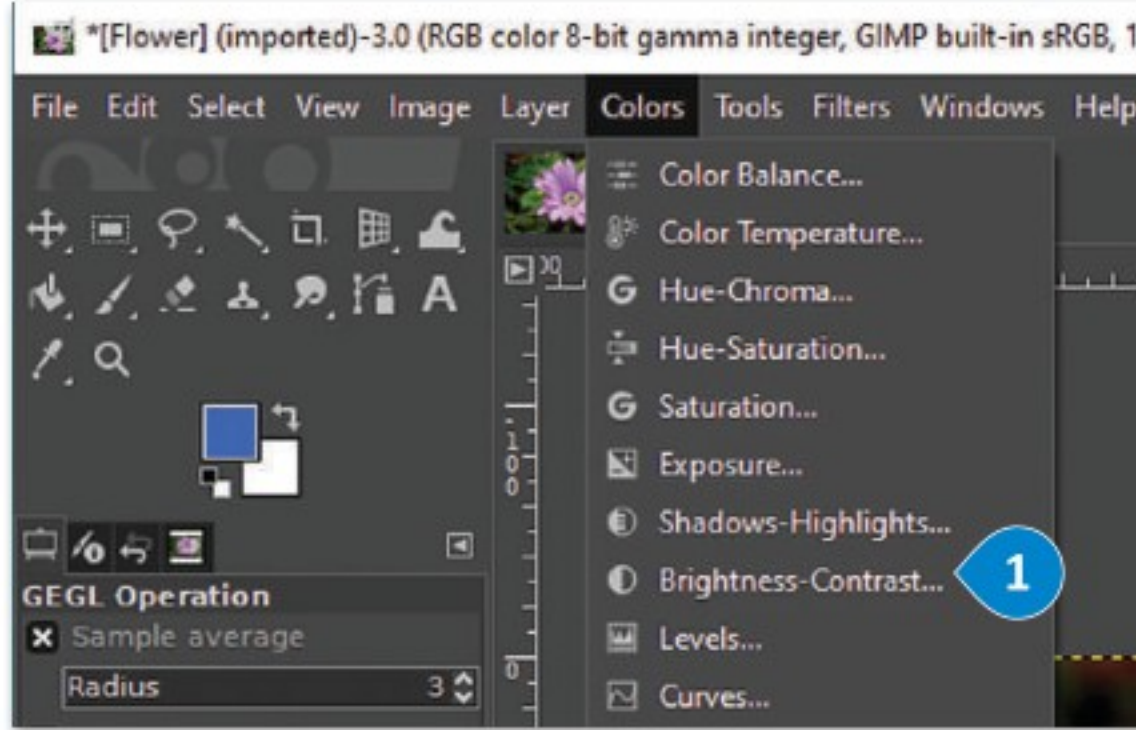 *[Flower] (imported)-3.0 (RGB color 8-bit gamma integer, GIMP built-in sRGB, 1
File Edit Select View Image Layer Colors Tools Filters Windows Help
Color Balance...
Color Temperature...
Hue-Chroma...
Hue-Saturation...
Saturation...
Exposure...
Shadows-Highlights...
Brightness-Contrast... 1
Levels...
Curves...
100
0
GEGL Operation
Sample average
Radius 3